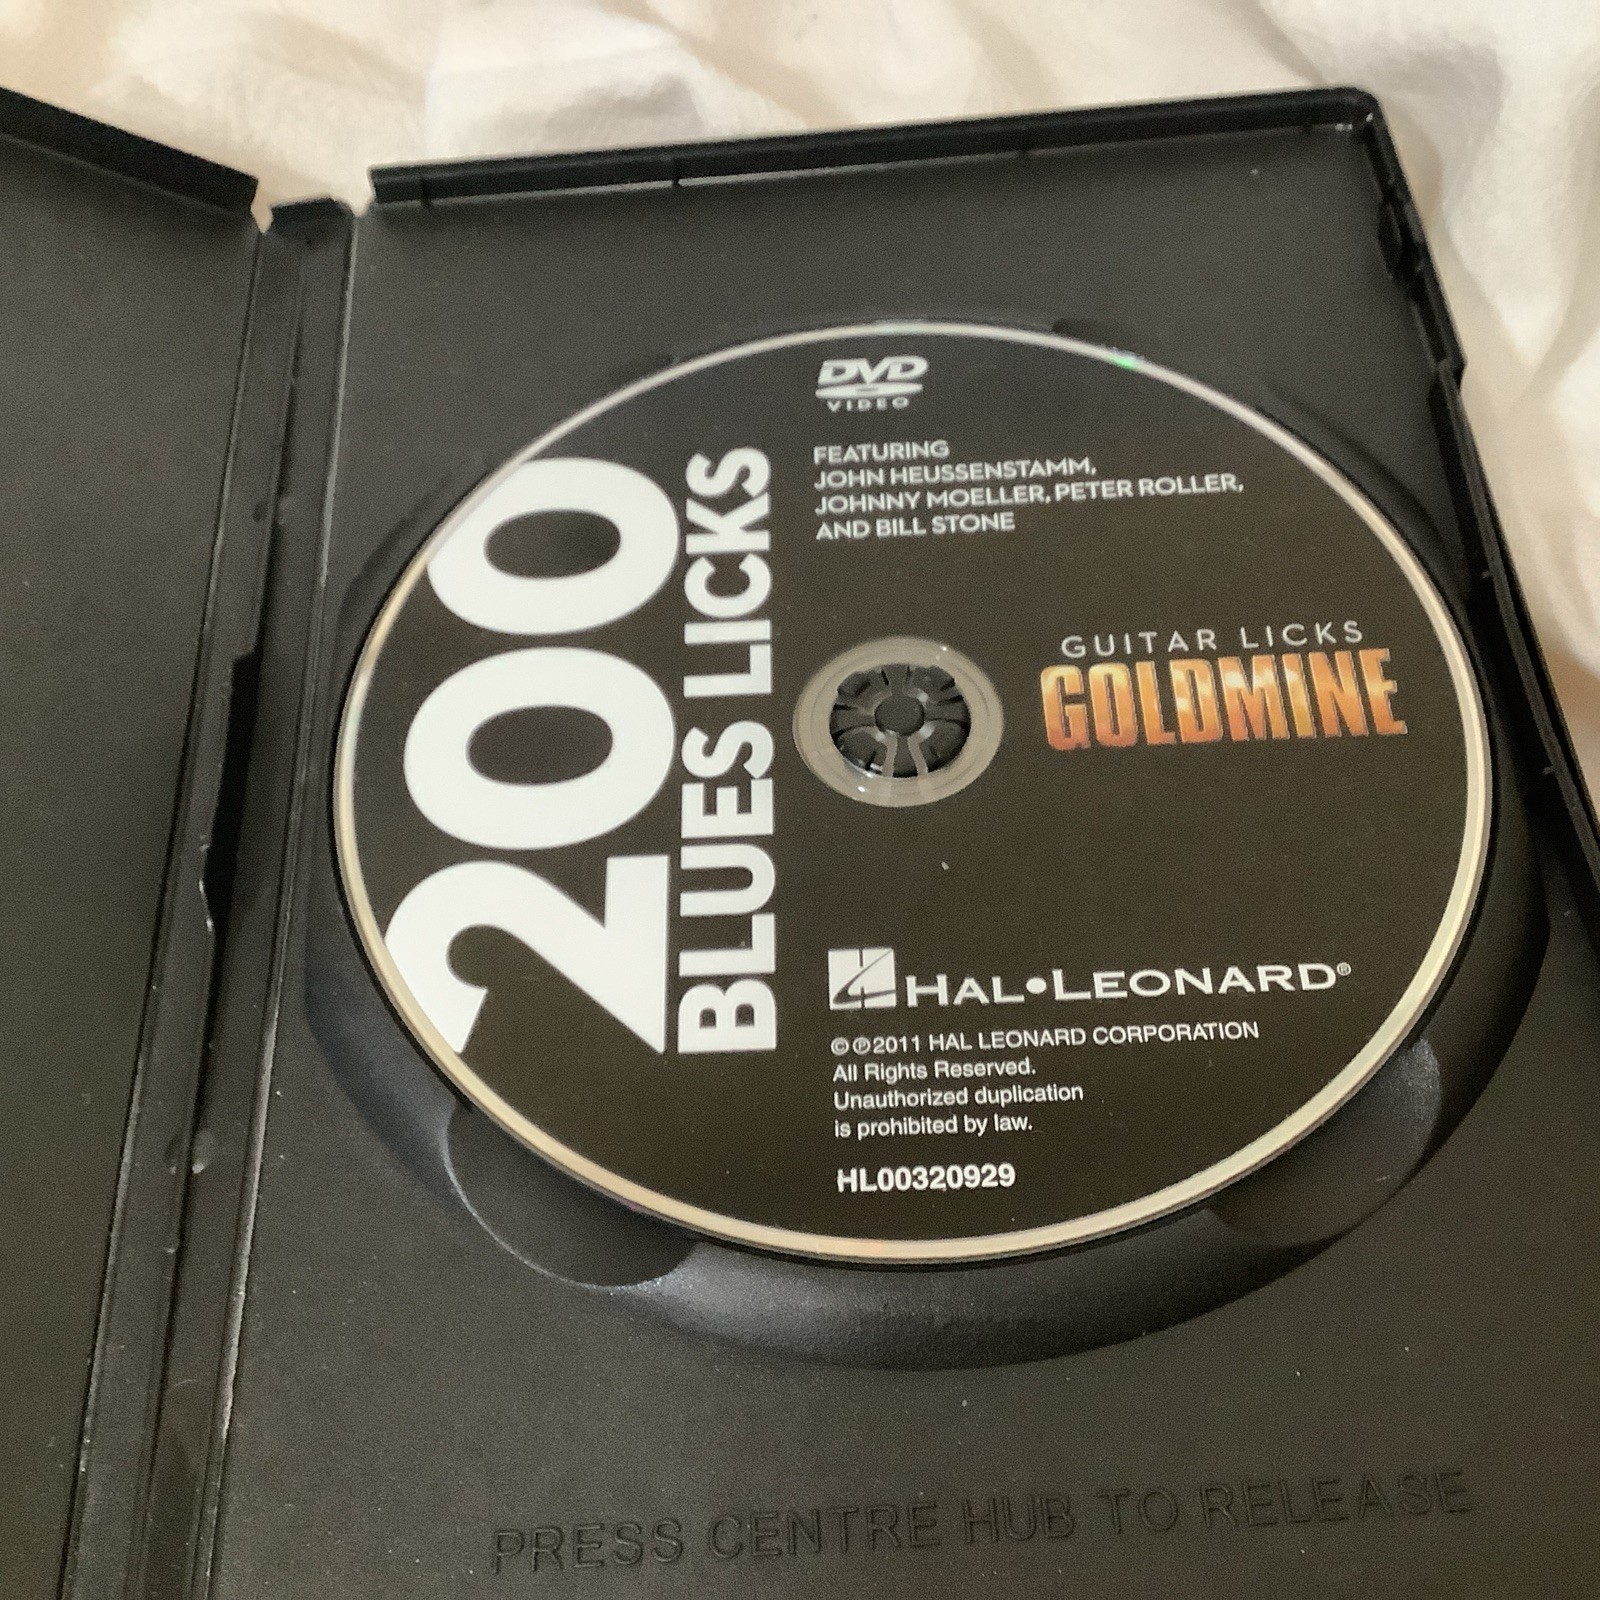 DVD
VIDEO
FEATURING
JOHN HEUSSENSTAMM,
JOHNNY MOELLER, PETER ROLLER,
AND BILL STONE
200
BLUES LICKS
GUITAR LICKS
GOLDMINE
HAL•LEONARD®
©℗2011 HAL LEONARD CORPORATION
All Rights Reserved.
Unauthorized duplication
is prohibited by law.
HL00320929
PRESS CENTRE HUB TO RELEASE